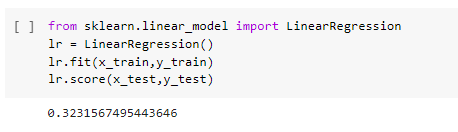 [ ] from sklearn.linear_model import LinearRegression
lr = LinearRegression()
lr.fit(x_train,y_train)
lr.score(x_test,y_test)
0.3231567495443646